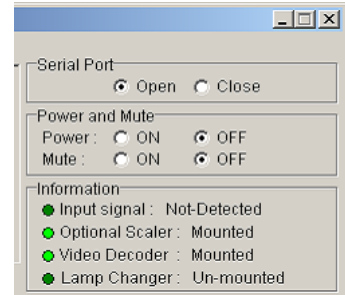 Serial Port
Open Close
Power and Mute
Power : ON OFF
Mute : ON OFF
Information
Input signal : Not-Detected
Optional Scaler : Mounted
Video Decoder : Mounted
Lamp Changer : Un-mounted